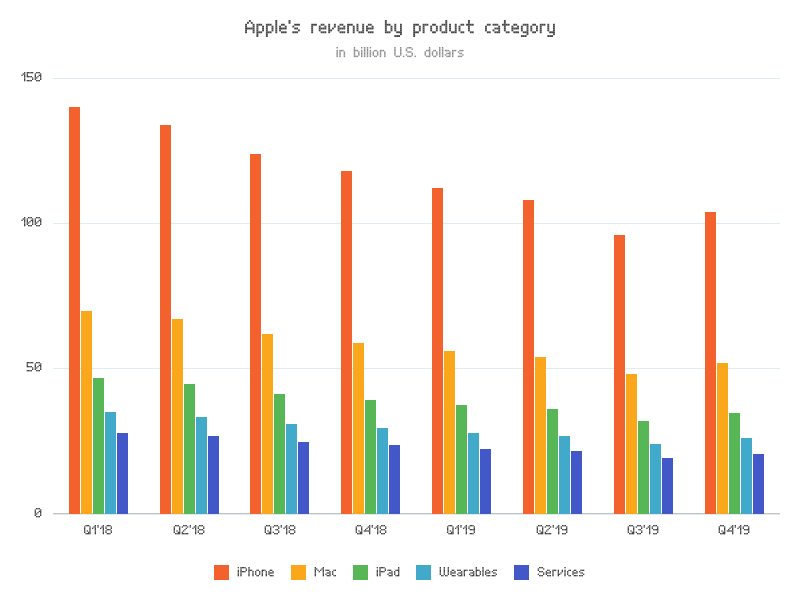 Apple's revenue by product category
in billion U.S. dollars
150
100
50
0
Q1'18 Q2'18 Q3'18 Q4'18 Q1'19 Q2'19 Q3'19 Q4'19
iPhone Mac iPad Wearables Services